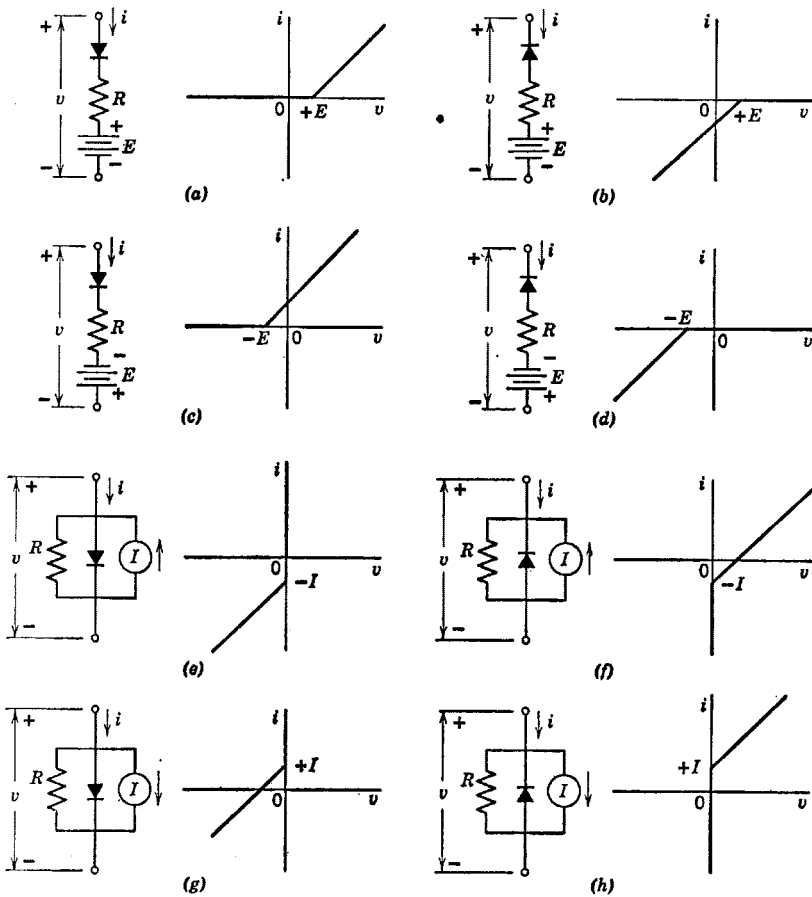 + i
v
R
+
E
−
−
i
0 +E v
(a)
+ i
v
R
+
E
−
−
i
0 +E v
(b)
+ i
v
R
−
E
+
−
i
−E 0 v
(c)
+ i
v
R
−
E
+
−
i
−E
0 v
(d)
+ i
v R I
−
i
0 v
−I
(e)
+ i
v R I
−
i
0 v
−I
(f)
+ i
v R I
−
i
+I
0 v
(g)
+ i
v R I
−
i
+I
0 v
(h)